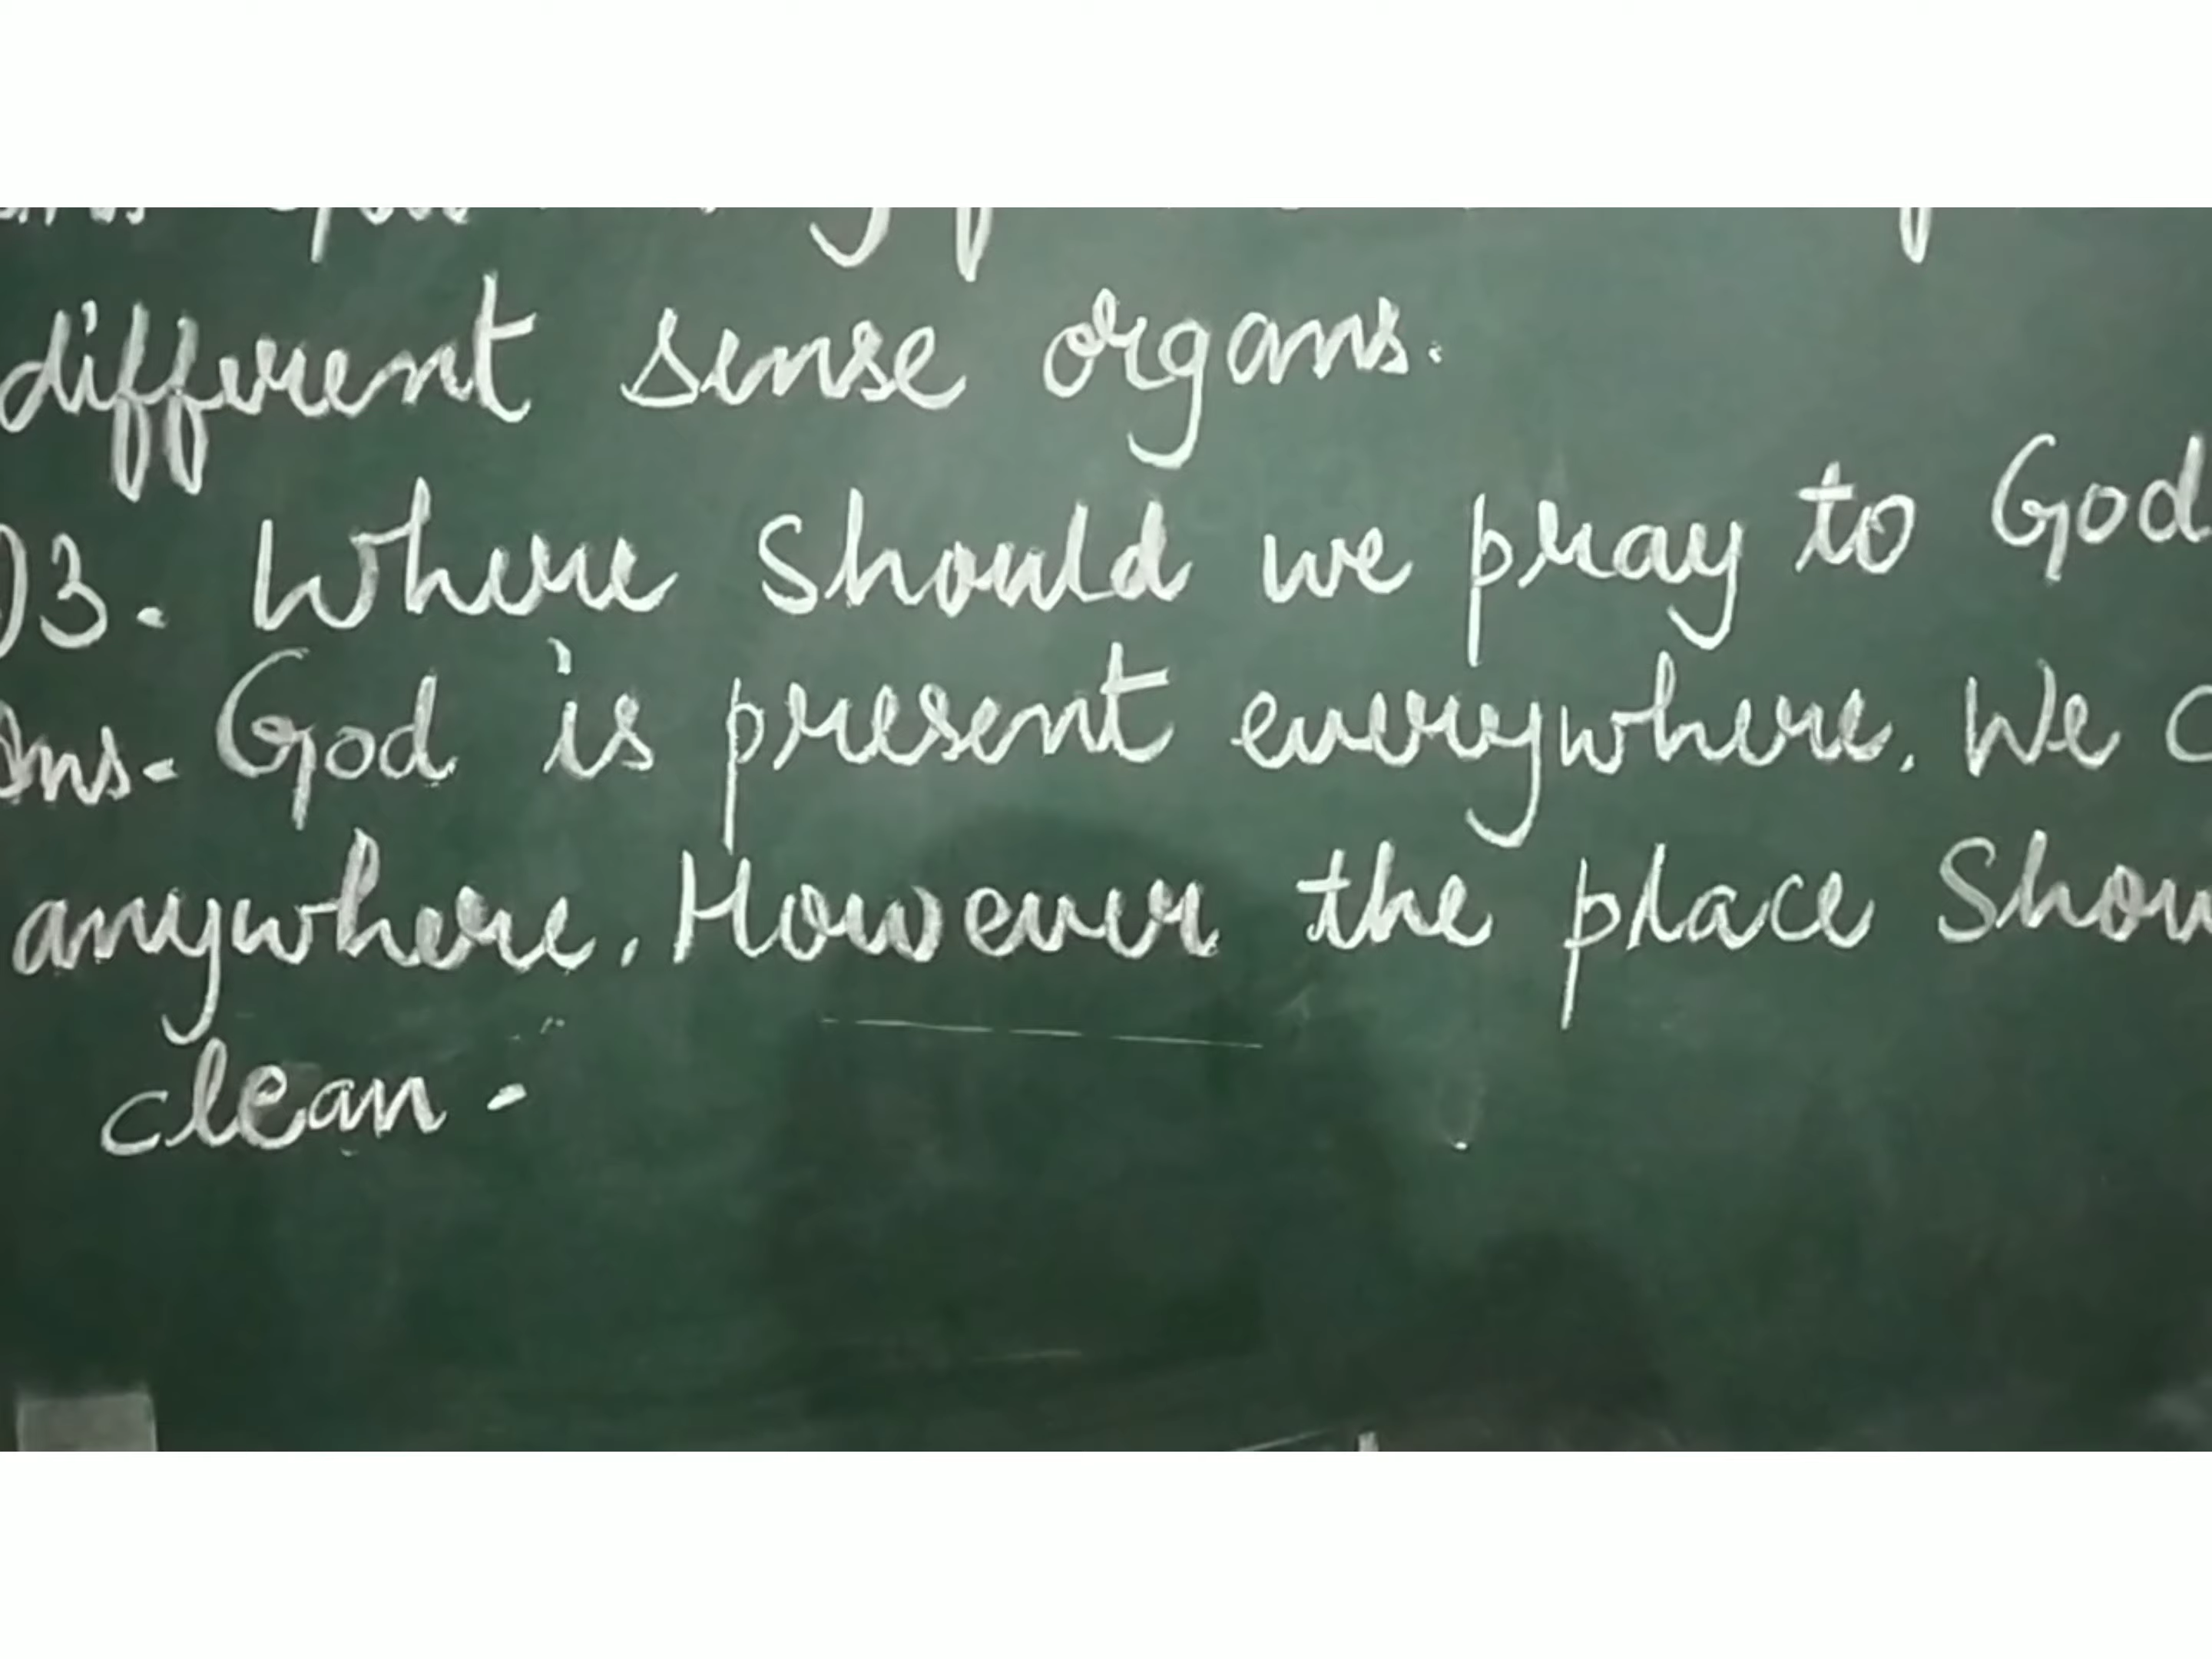 different sense organs.
Q3. Where should we pray to God
Ans. God is present everywhere. We
anywhere. However the place
clean.